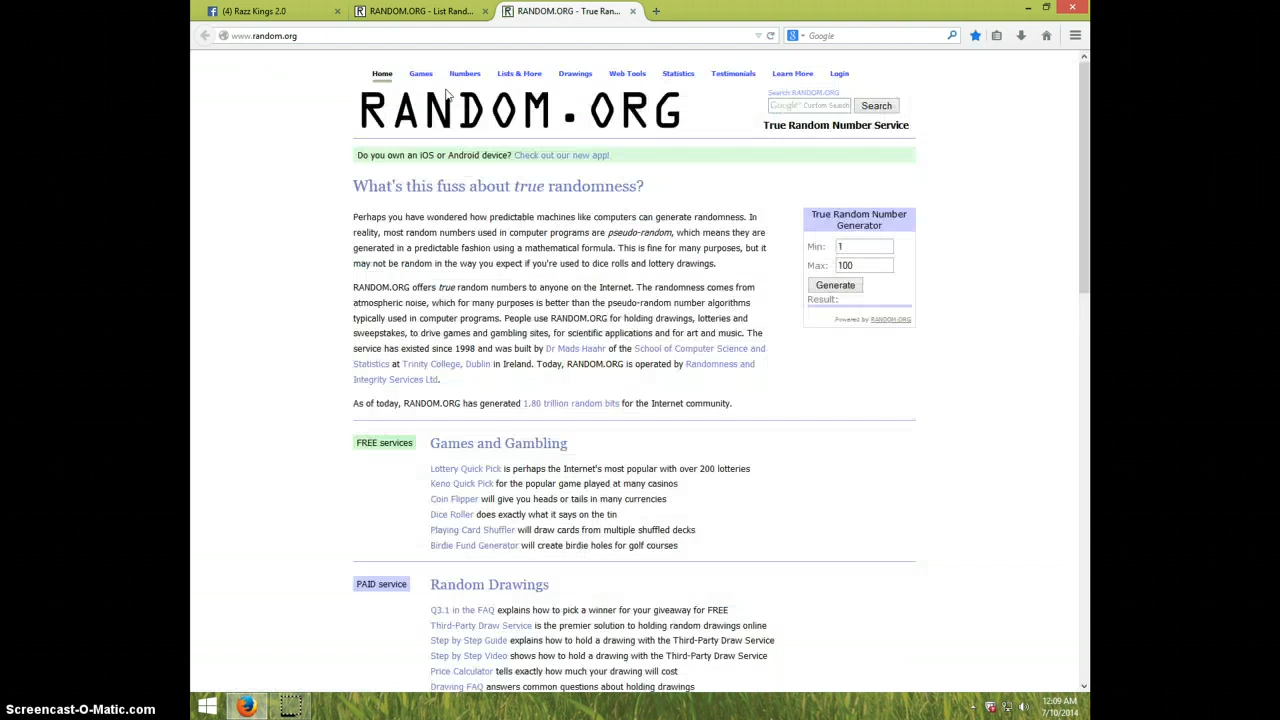 (4) Razz Kings 2.0
RANDOM.ORG - List Rand...
RANDOM.ORG - True Ran...
www.random.org
Google
Home Games Numbers Lists & More Drawings Web Tools Statistics Testimonials Learn More Login
RANDOM.ORG
Search RANDOM.ORG
Google Custom Search
Search
True Random Number Service
Do you own an iOS or Android device? Check out our new app!
What's this fuss about true randomness?
Perhaps you have wondered how predictable machines like computers can generate randomness. In
reality, most random numbers used in computer programs are pseudo-random, which means they are
generated in a predictable fashion using a mathematical formula. This is fine for many purposes, but it
may not be random in the way you expect if you're used to dice rolls and lottery drawings.
RANDOM.ORG offers true random numbers to anyone on the Internet. The randomness comes from
atmospheric noise, which for many purposes is better than the pseudo-random number algorithms
typically used in computer programs. People use RANDOM.ORG for holding drawings, lotteries and
sweepstakes, to drive games and gambling sites, for scientific applications and for art and music. The
service has existed since 1998 and was built by Dr Mads Haahr of the School of Computer Science and
Statistics at Trinity College, Dublin in Ireland. Today, RANDOM.ORG is operated by Randomness and
Integrity Services Ltd.
As of today, RANDOM.ORG has generated 1.80 trillion random bits for the Internet community.
True Random Number
Generator
Min: 1
Max: 100
Generate
Result:
Powered by RANDOM.ORG
FREE services
Games and Gambling
Lottery Quick Pick is perhaps the Internet's most popular with over 200 lotteries
Keno Quick Pick for the popular game played at many casinos
Coin Flipper will give you heads or tails in many currencies
Dice Roller does exactly what it says on the tin
Playing Card Shuffler will draw cards from multiple shuffled decks
Birdie Fund Generator will create birdie holes for golf courses
PAID service
Random Drawings
Q3.1 in the FAQ explains how to pick a winner for your giveaway for FREE
Third-Party Draw Service is the premier solution to holding random drawings online
Step by Step Guide explains how to hold a drawing with the Third-Party Draw Service
Step by Step Video shows how to hold a drawing with the Third-Party Draw Service
Price Calculator tells exactly how much your drawing will cost
Drawing FAQ answers common questions about holding drawings
12:09 AM
7/10/2014
Screencast-O-Matic.com